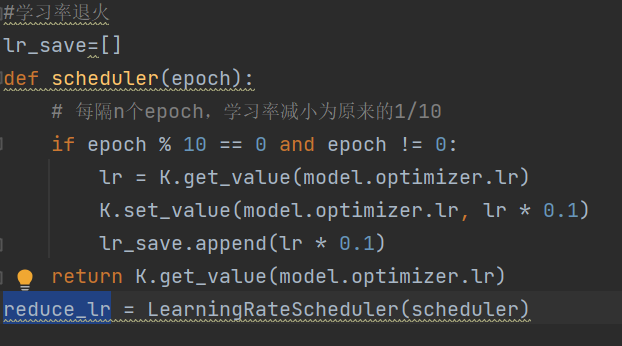 #学习率退火
lr_save=[]
def scheduler(epoch):
    # 每隔n个epoch，学习率减小为原来的1/10
    if epoch % 10 == 0 and epoch != 0:
        lr = K.get_value(model.optimizer.lr)
        K.set_value(model.optimizer.lr, lr * 0.1)
        lr_save.append(lr * 0.1)
    return K.get_value(model.optimizer.lr)
reduce_lr = LearningRateScheduler(scheduler)